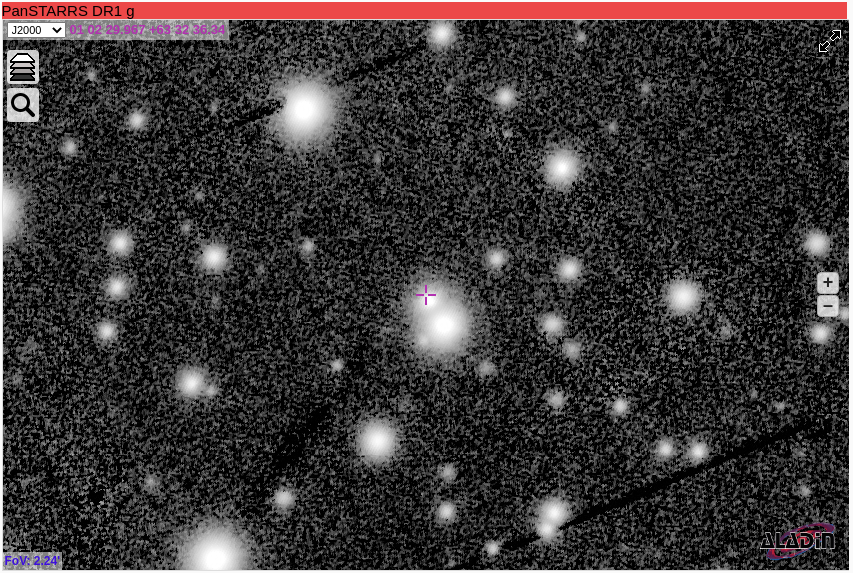 PanSTARRS DR1 g
J2000 01 02 29.987 +63 32 36.34
+
−
FoV: 2.24'
ALADIN